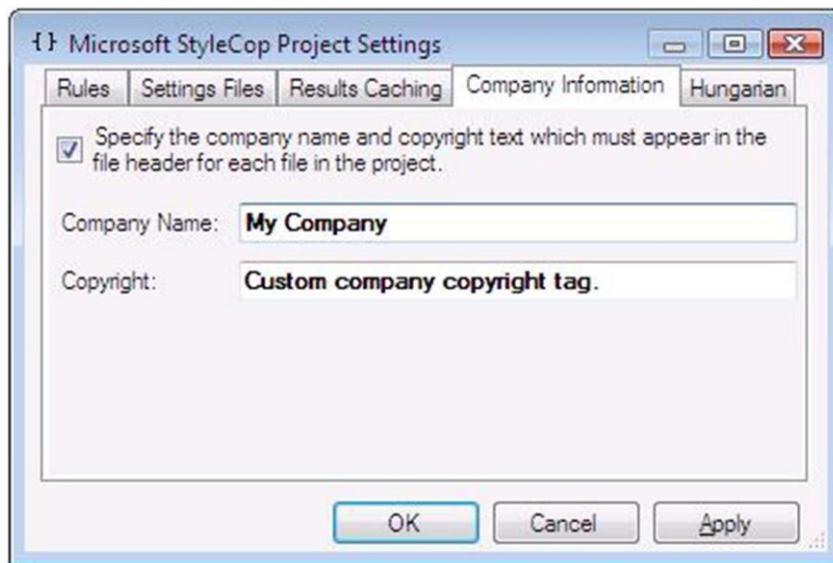 {} Microsoft StyleCop Project Settings
Rules Settings Files Results Caching Company Information Hungarian
Specify the company name and copyright text which must appear in the
file header for each file in the project.
Company Name: My Company
Copyright: Custom company copyright tag.
OK Cancel Apply